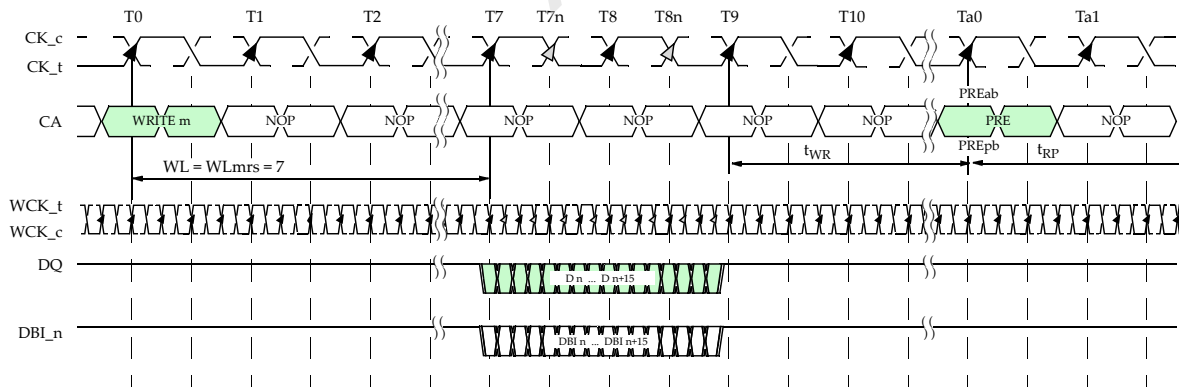 T0 T1 T2 T7 T7n T8 T8n T9 T10 Ta0 Ta1
CK_c
CK_t
PREab
CA WRITE m NOP NOP NOP NOP NOP NOP PRE NOP
PREpb
WL = WLmrs = 7 tWR tRP
WCK_t
WCK_c
DQ D n ... D n+15
DBI_n DBI n ... DBI n+15